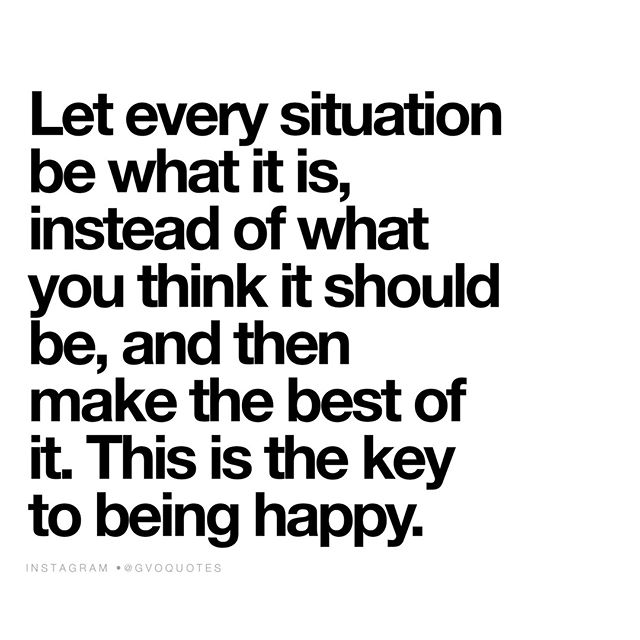 Let every situation
be what it is,
instead of what
you think it should
be, and then
make the best of
it. This is the key
to being happy.
INSTAGRAM •@GVOQUOTES